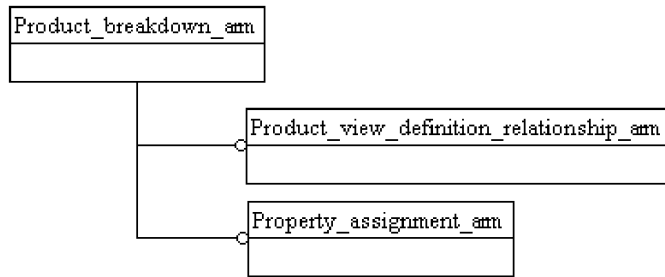 Product_breakdown_arm
Product_view_definition_relationship_arm
Property_assignment_arm